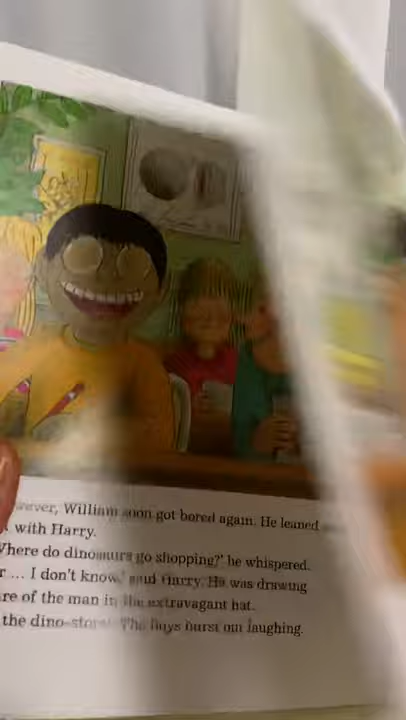 wever, William soon got bored again. He leaned
with Harry.
Where do dinosaurs go shopping?' he whispered.
r … I don't know,' said Harry. He was drawing
re of the man in the extravagant hat.
the dino-store! The boys burst out laughing.